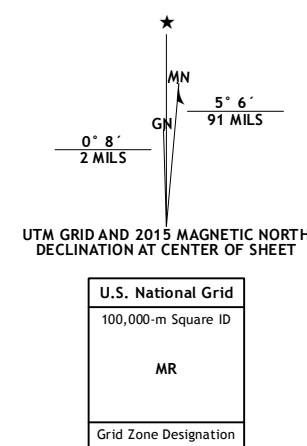 ★
MN
GN
5° 6´
91 MILS
0° 8´
2 MILS
UTM GRID AND 2015 MAGNETIC NORTH
DECLINATION AT CENTER OF SHEET
U.S. National Grid
100,000-m Square ID
MR
Grid Zone Designation